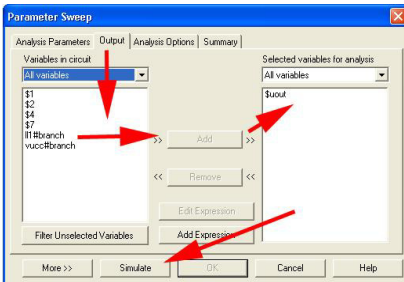 Parameter Sweep
Analysis Parameters Output Analysis Options Summary
Variables in circuit Selected variables for analysis
All variables All variables
$1 $uout
$2
$4
$7
ll1#branch
vucc#branch
>> Add >>
<< Remove <<
Edit Expression
Filter Unselected Variables Add Expression
More >> Simulate OK Cancel Help